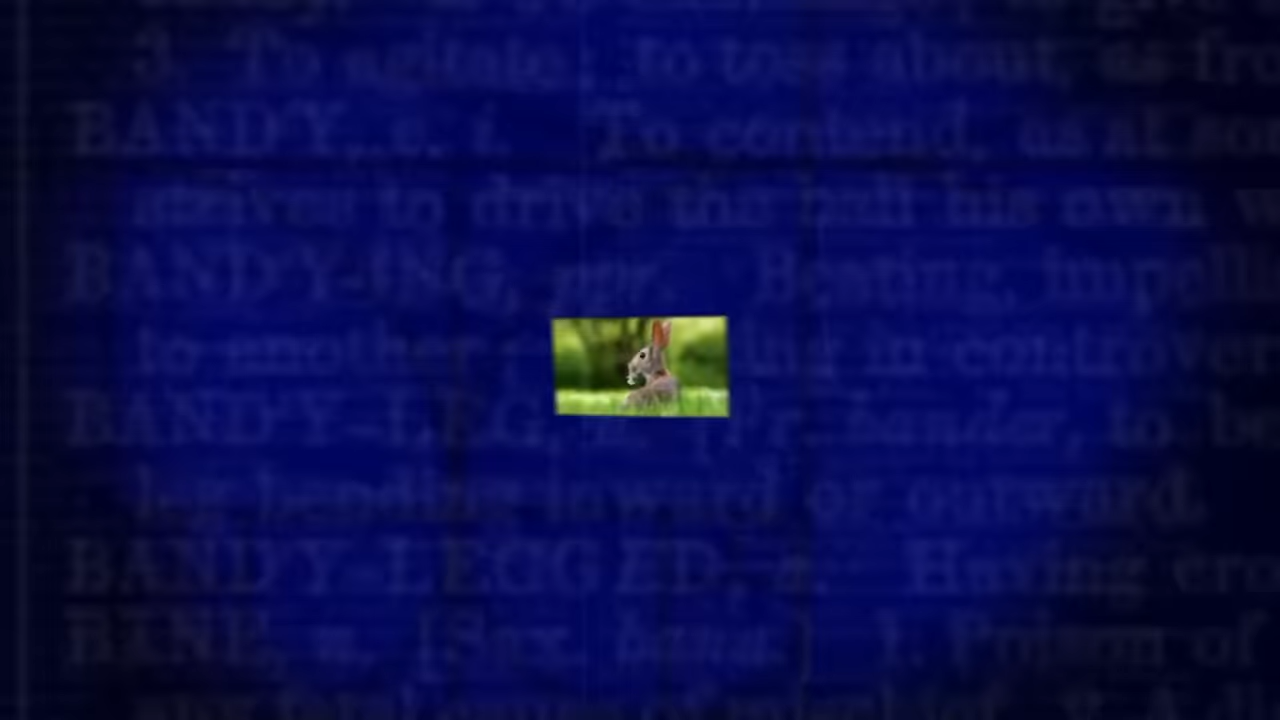 3. To agitate; to toss about, as fro
BANDY, v. i. To contend, as at som
strives to drive the ball his own w
BANDY-ING, ppr. Beating, impelli
to another ing in controver
BANDY-LEG, n. [Fr. bander, to be
leg bending inward or outward.
BANDY-LEGGED, a. Having cro
BANE, n. [Sax. bana. 1. Poison of